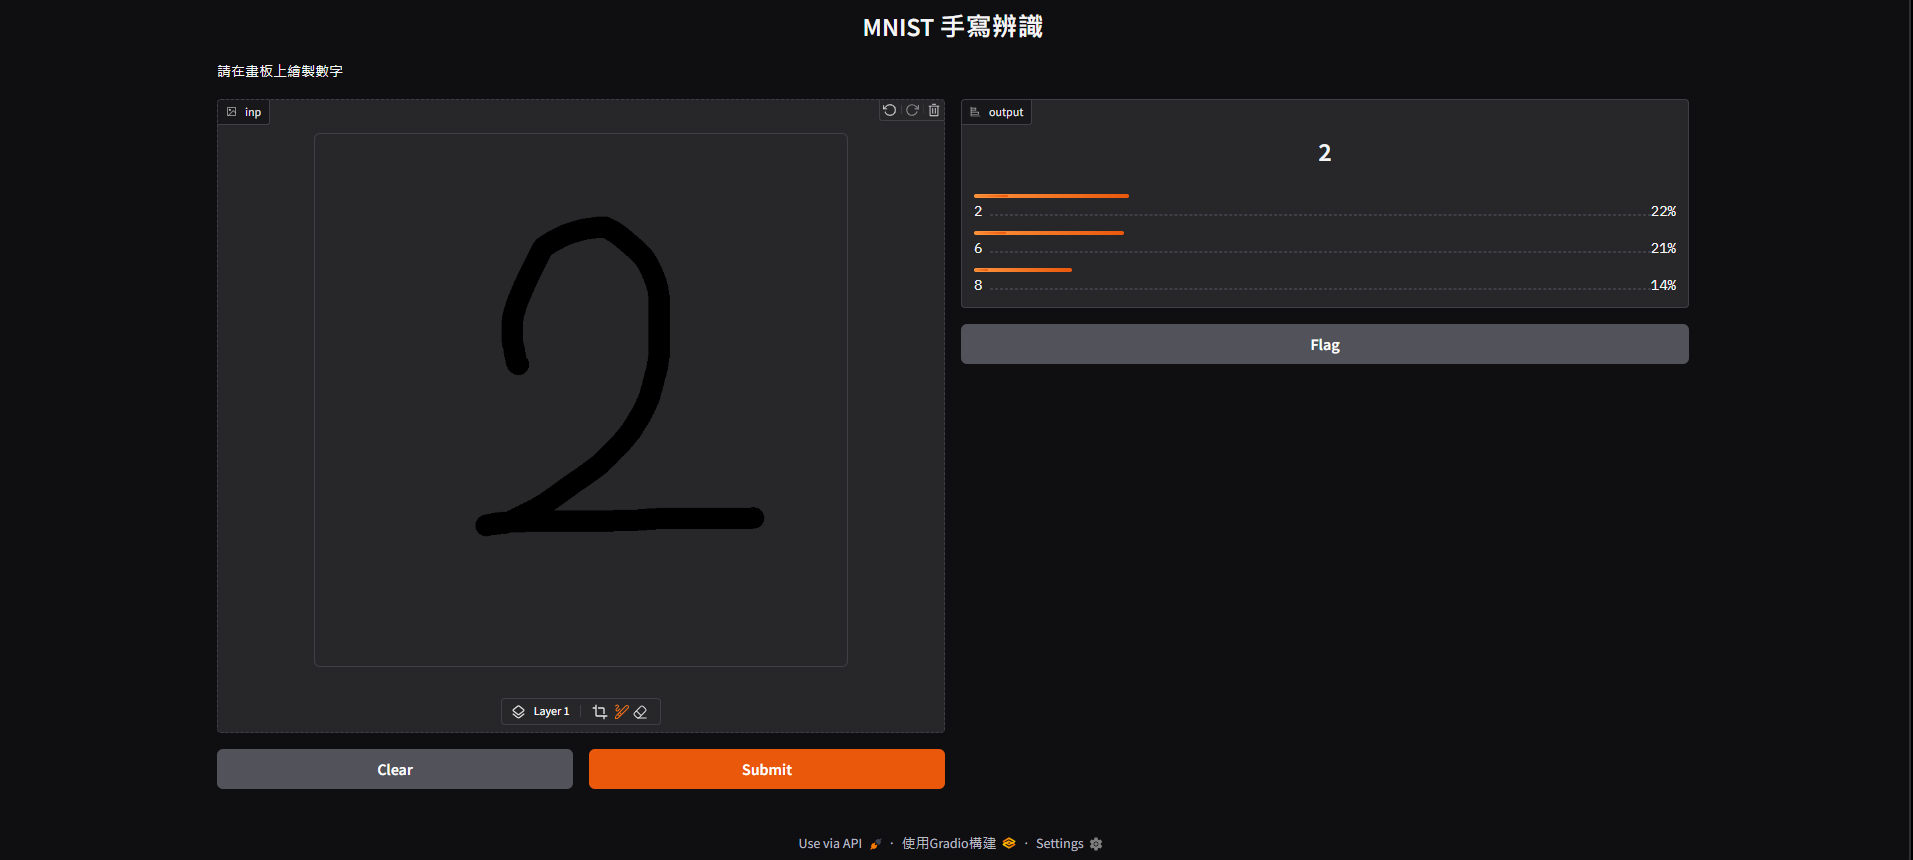 MNIST 手寫辨識
請在畫板上繪製數字
inp
2
Layer 1
Clear
Submit
output
2
2 22%
6 21%
8 14%
Flag
Use via API · 使用Gradio構建 · Settings